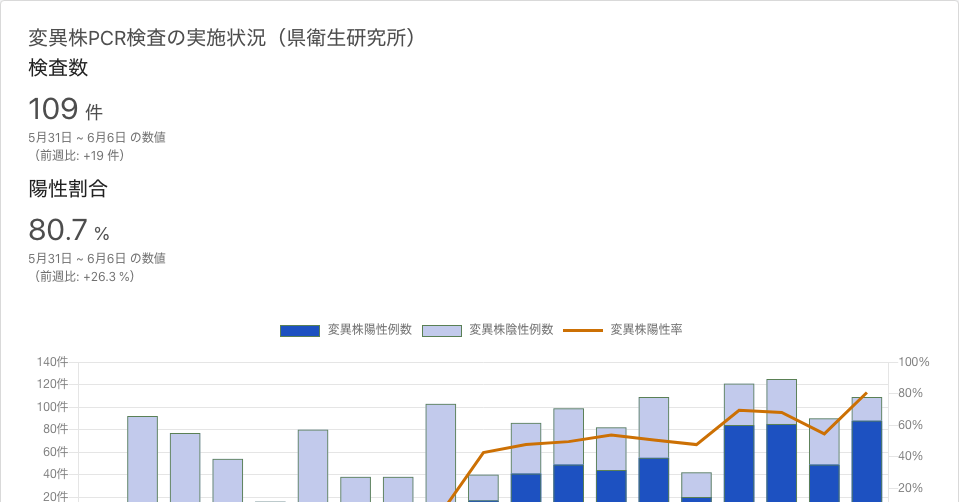 変異株PCR検査の実施状況（県衛生研究所）
検査数
109 件
5月31日 ~ 6月6日 の数値
（前週比: +19 件）
陽性割合
80.7 %
5月31日 ~ 6月6日 の数値
（前週比: +26.3 %）
変異株陽性例数 変異株陰性例数 変異株陽性率
140件 100%
120件
100件 80%
80件 60%
60件
40件 40%
20件 20%